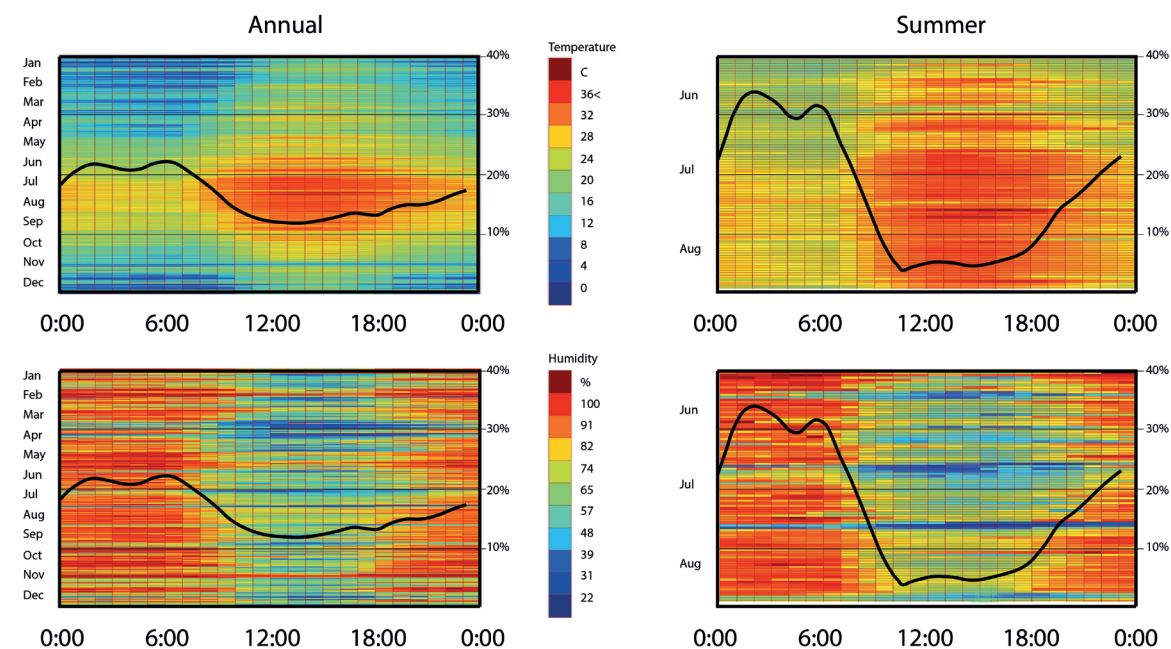 Annual
Summer
Jan
Feb
Mar
Apr
May
Jun
Jul
Aug
Sep
Oct
Nov
Dec
40%
30%
20%
10%
0:00
6:00
12:00
18:00
0:00
Temperature
C
36<
32
28
24
20
16
12
8
4
0
Jun
Jul
Aug
40%
30%
20%
10%
0:00
6:00
12:00
18:00
0:00
Jan
Feb
Mar
Apr
May
Jun
Jul
Aug
Sep
Oct
Nov
Dec
40%
30%
20%
10%
0:00
6:00
12:00
18:00
0:00
Humidity
%
100
91
82
74
65
57
48
39
31
22
Jun
Jul
Aug
40%
30%
20%
10%
0:00
6:00
12:00
18:00
0:00